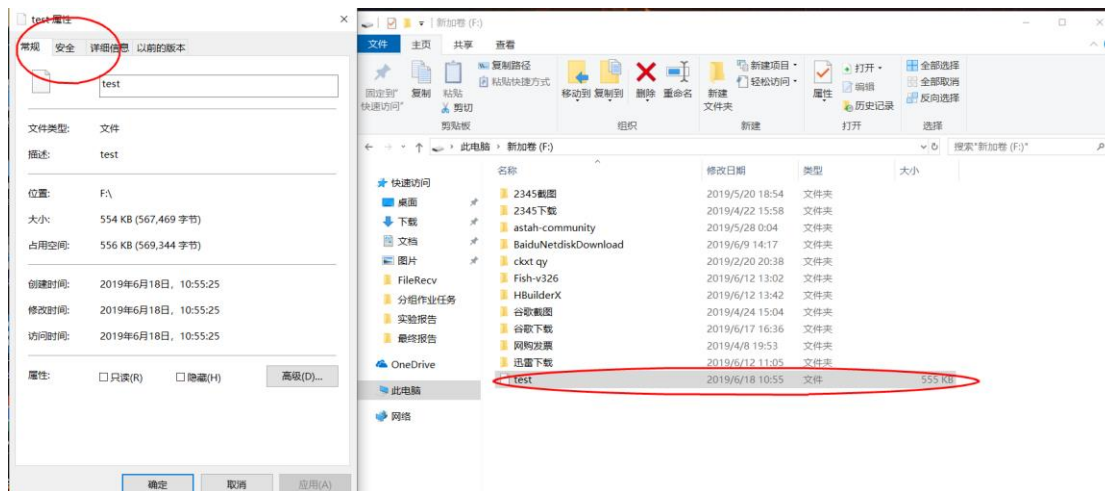 test 属性
常规 安全 详细信息 以前的版本
test
文件类型: 文件
描述: test
位置: F:\
大小: 554 KB (567,469 字节)
占用空间: 556 KB (569,344 字节)
创建时间: 2019年6月18日，10:55:25
修改时间: 2019年6月18日，10:55:25
访问时间: 2019年6月18日，10:55:25
属性: 只读(R) 隐藏(H) 高级(D)...
确定 取消 应用(A)
新加卷 (F:)
文件 主页 共享 查看
固定到"快速访问"
复制
粘贴
复制路径
粘贴快捷方式
剪切
剪贴板
移动到 复制到 删除 重命名
组织
新建文件夹
新建项目
轻松访问
新建
属性
打开
编辑
历史记录
打开
全部选择
全部取消
反向选择
选择
此电脑 › 新加卷 (F:)
搜索"新加卷 (F:)"
快速访问
桌面
下载
文档
图片
FileRecv
分组作业任务
实验报告
最终报告
OneDrive
此电脑
网络
名称 修改日期 类型 大小
2345截图 2019/5/20 18:54 文件夹
2345下载 2019/4/22 15:58 文件夹
astah-community 2019/5/28 0:04 文件夹
BaiduNetdiskDownload 2019/6/9 14:17 文件夹
ckxt qy 2019/2/20 20:38 文件夹
Fish-v326 2019/6/12 13:02 文件夹
HBuilderX 2019/6/12 13:42 文件夹
谷歌截图 2019/4/24 15:04 文件夹
谷歌下载 2019/6/17 16:36 文件夹
网购发票 2019/4/8 19:53 文件夹
迅雷下载 2019/6/12 11:05 文件夹
test 2019/6/18 10:55 文件 555 KB